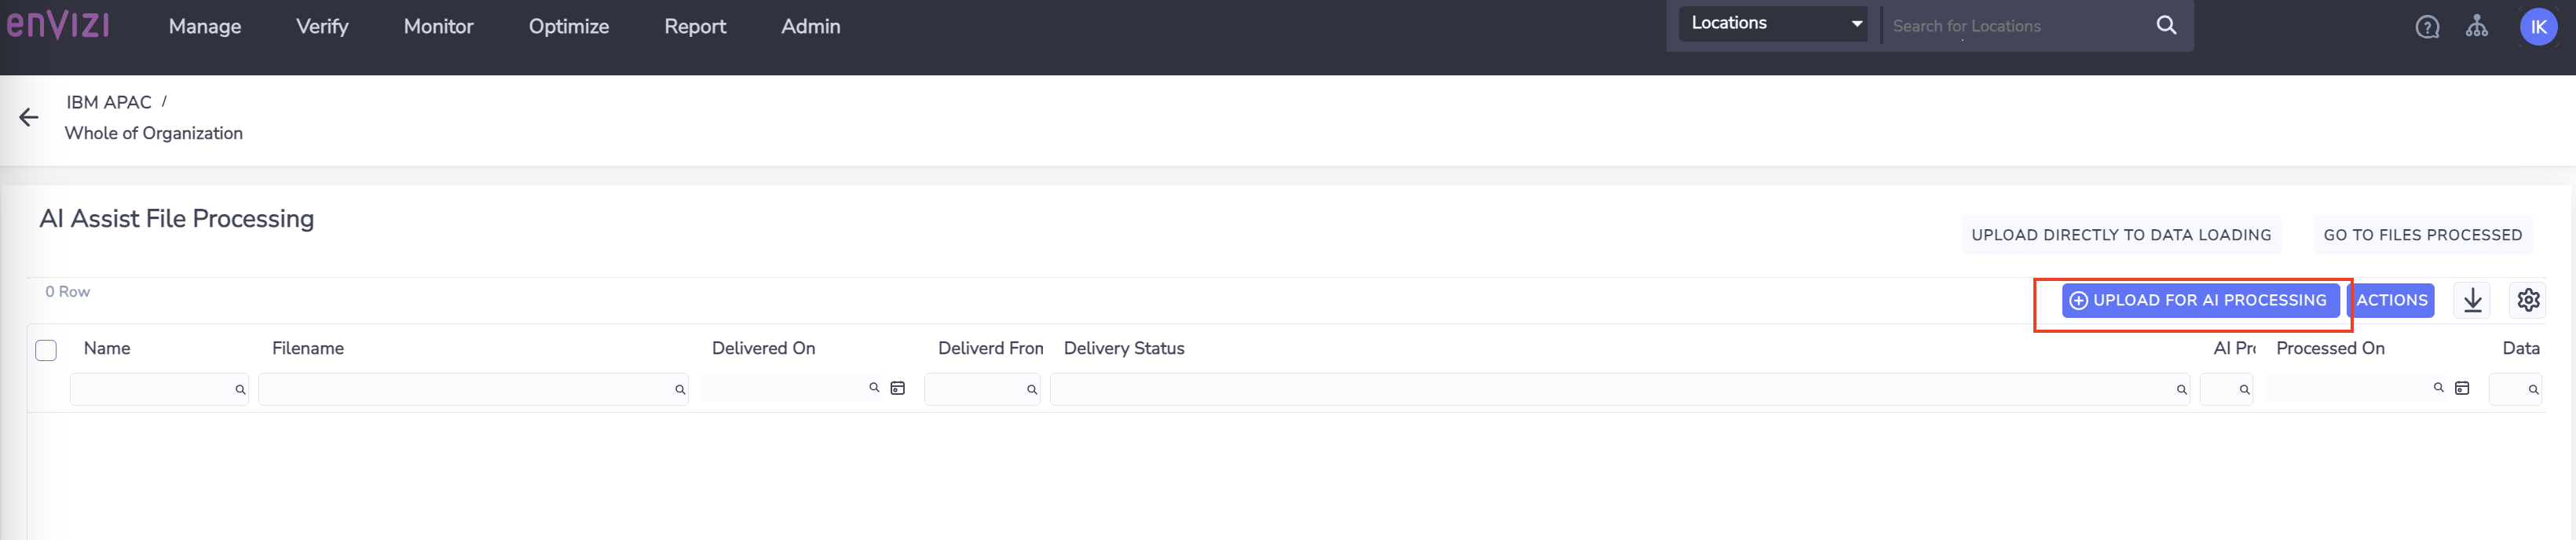 enVIZI
Manage Verify Monitor Optimize Report Admin
Locations Search for Locations IK
IBM APAC /
Whole of Organization
AI Assist File Processing
UPLOAD DIRECTLY TO DATA LOADING GO TO FILES PROCESSED
0 Row UPLOAD FOR AI PROCESSING ACTIONS
Name Filename Delivered On Deliverd Fron Delivery Status AI Pro Processed On Data